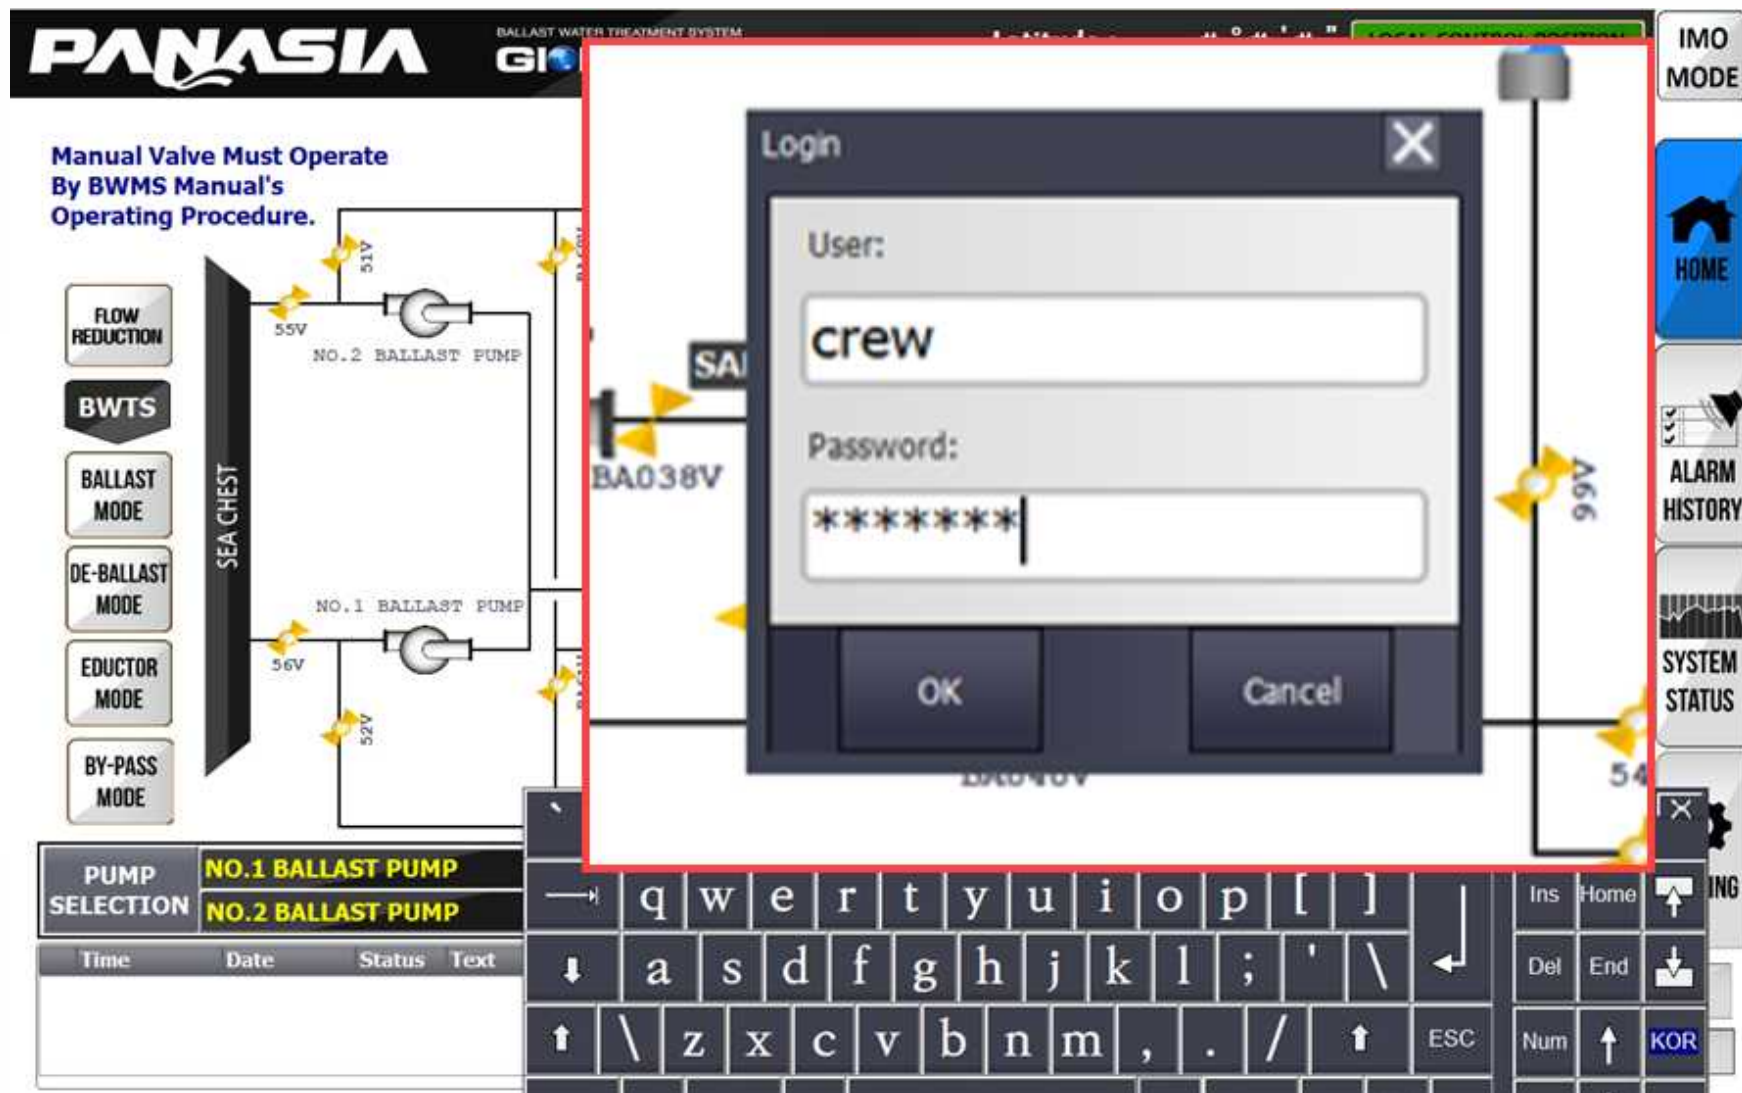 PANASIA
BALLAST WATER TREATMENT SYSTEM
IMO
MODE
Manual Valve Must Operate
By BWMS Manual's
Operating Procedure.
Login
User:
crew
Password:
*******
OK
Cancel
HOME
FLOW
REDUCTION
BWTS
BALLAST
MODE
DE-BALLAST
MODE
EDUCTOR
MODE
BY-PASS
MODE
SEA CHEST
51V
55V
NO.2 BALLAST PUMP
NO.1 BALLAST PUMP
56V
52V
BA038V
99V
54
ALARM
HISTORY
SYSTEM
STATUS
PUMP
SELECTION
NO.1 BALLAST PUMP
NO.2 BALLAST PUMP
Time Date Status Text
q w e r t y u i o p [ ]
Ins Home
a s d f g h j k l ; ' \
Del End
\ z x c v b n m , . / ESC
Num KOR